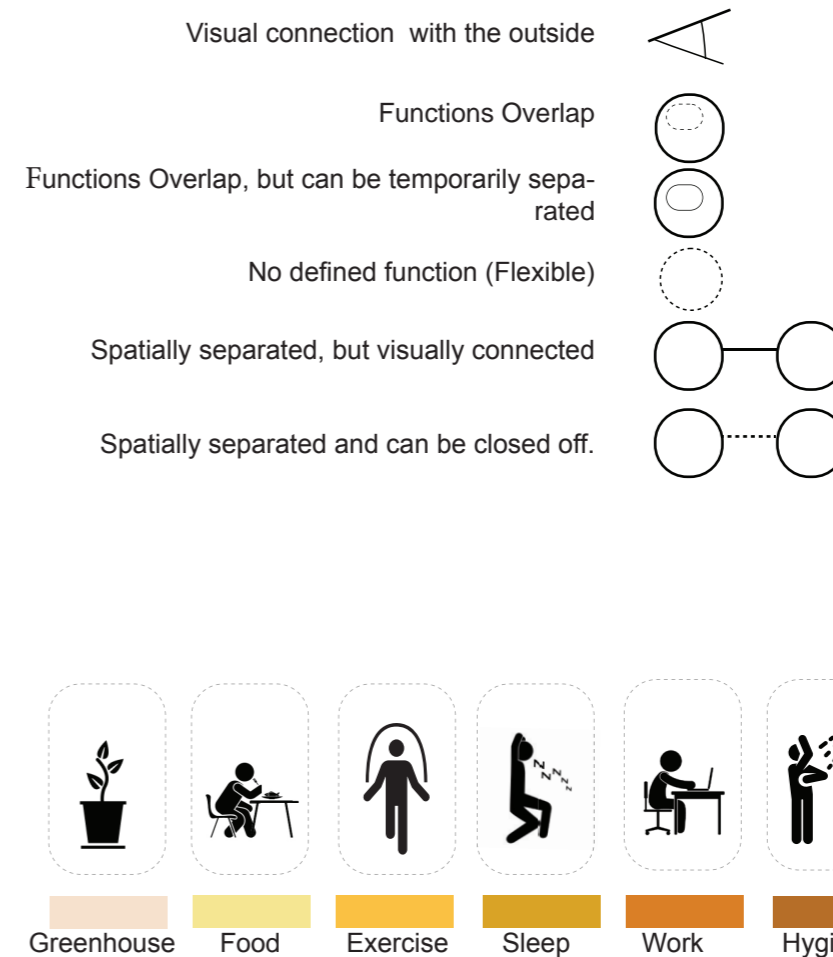 Visual connection with the outside
Functions Overlap
Functions Overlap, but can be temporarily sepa-
rated
No defined function (Flexible)
Spatially separated, but visually connected
Spatially separated and can be closed off.
N N N N N
Greenhouse Food Exercise Sleep Work Hygi